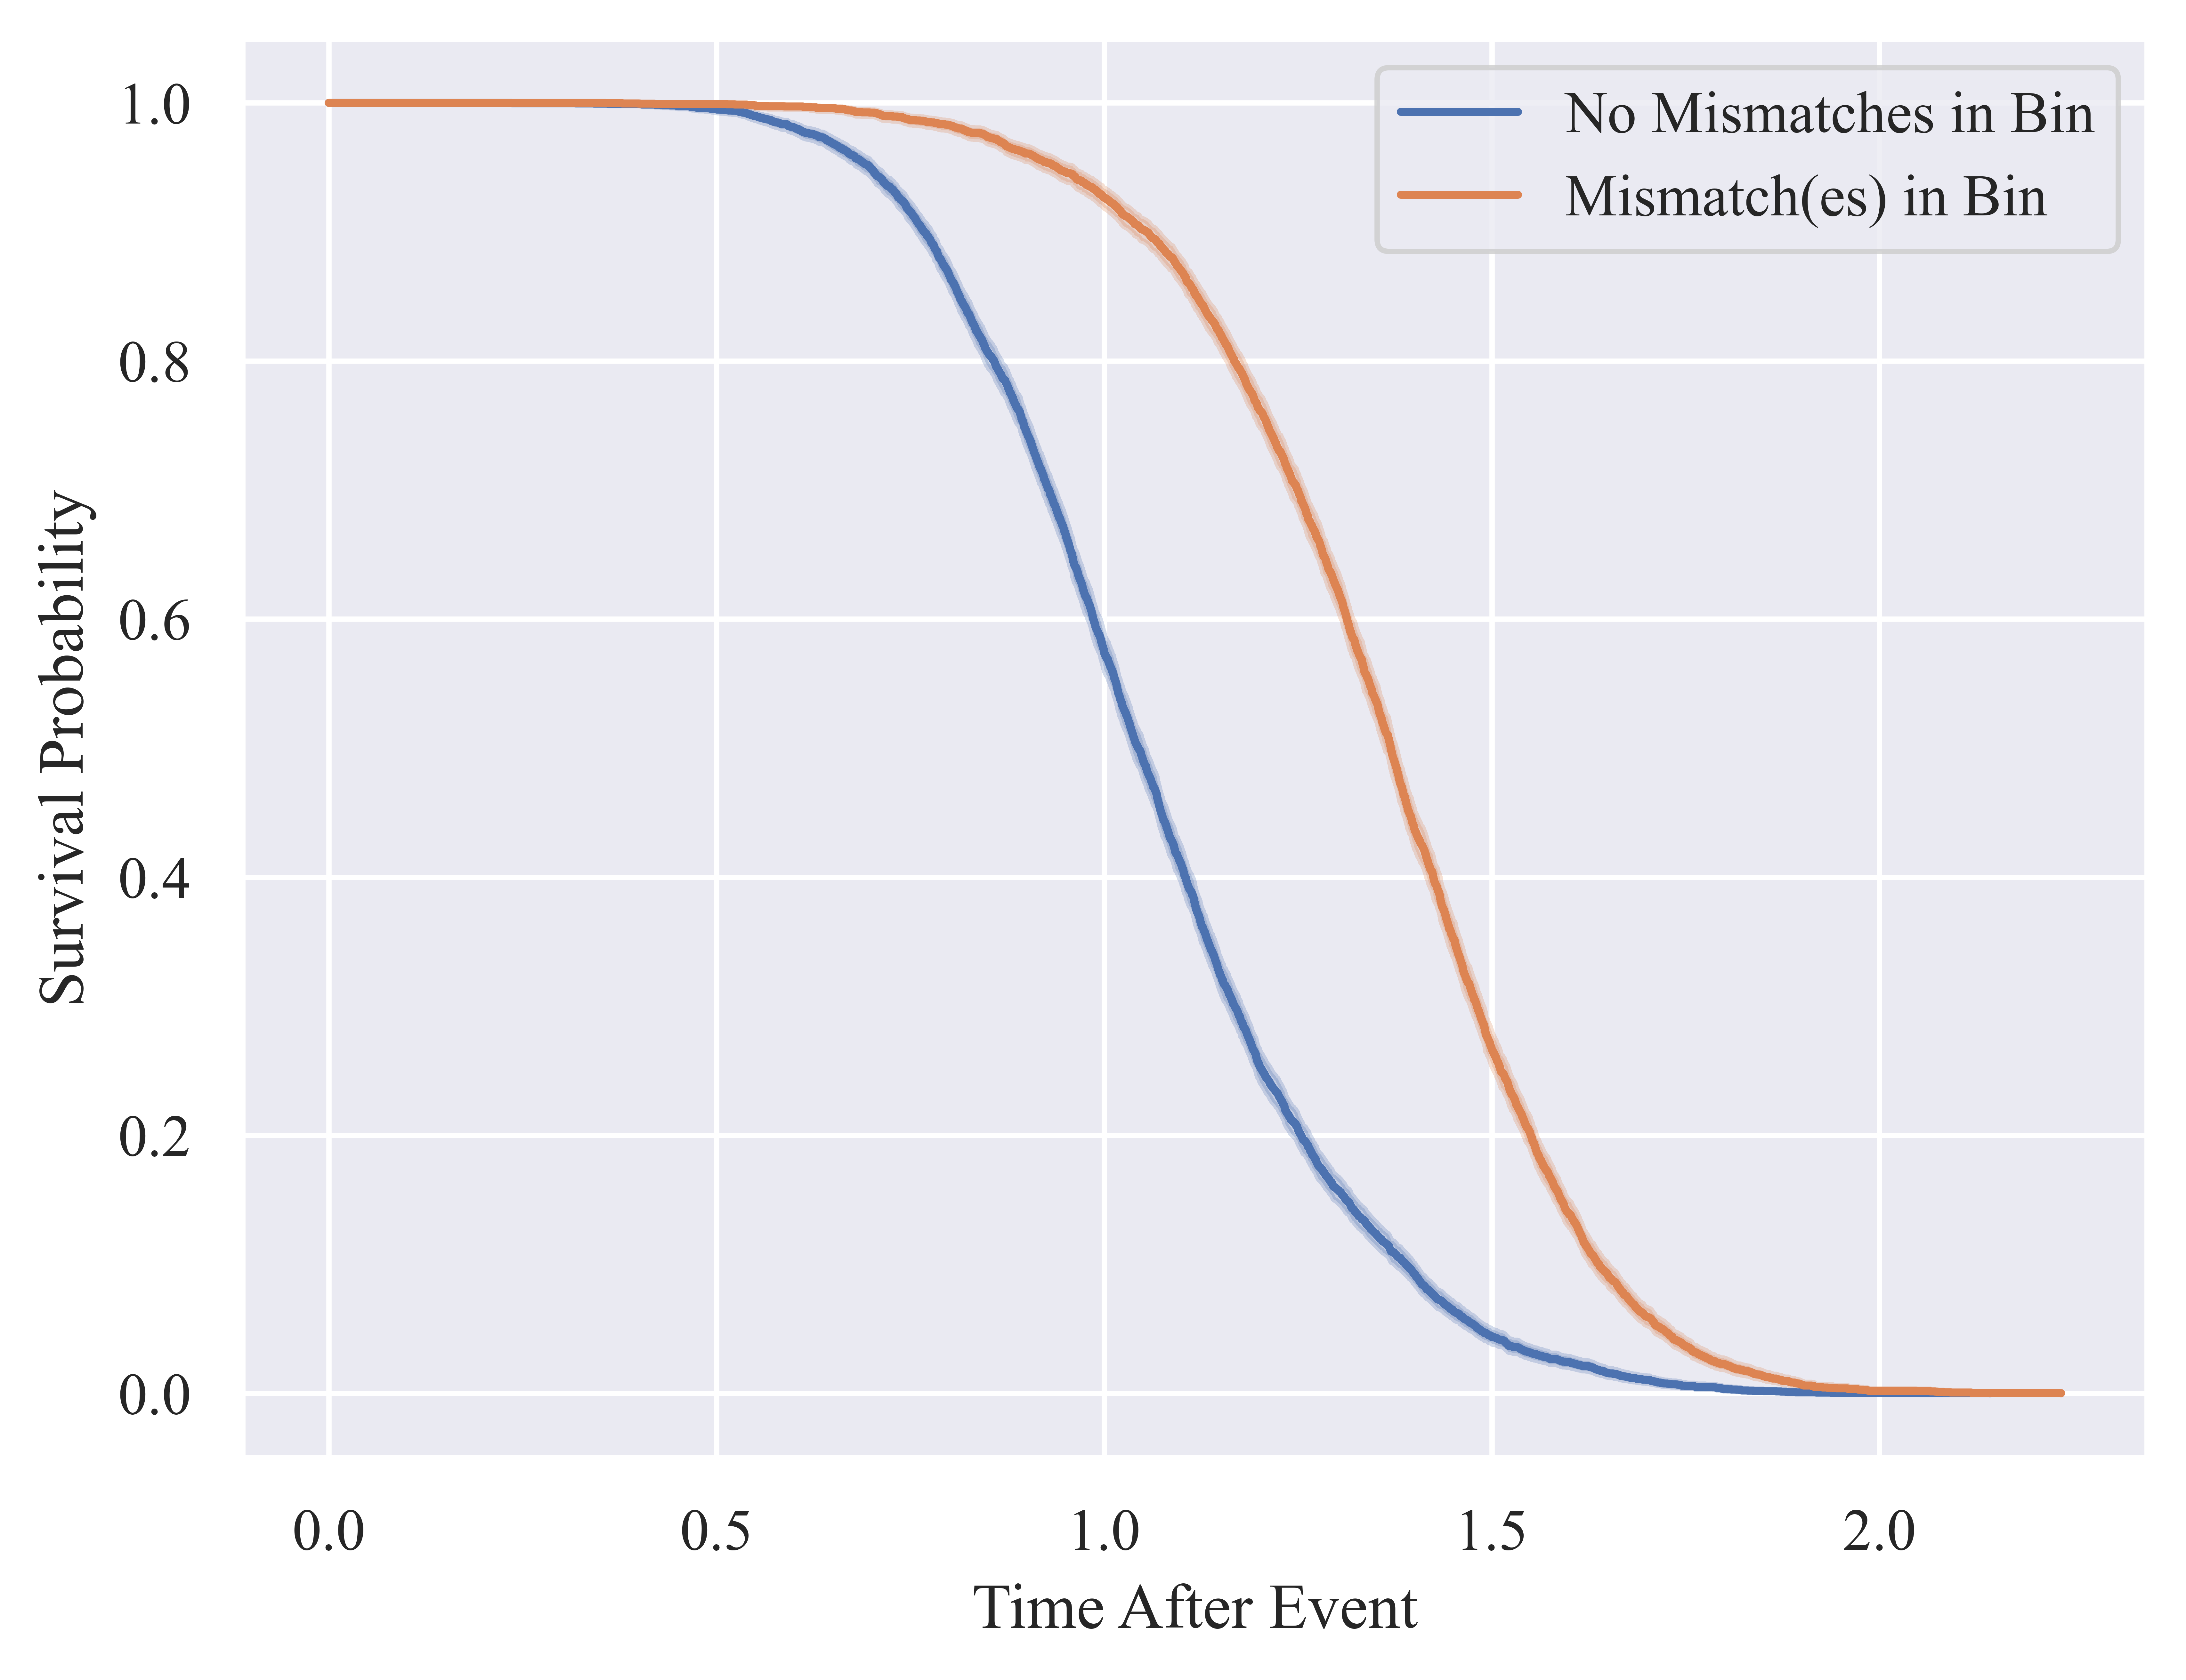 No Mismatches in Bin
Mismatch(es) in Bin
1.0
0.8
0.6
0.4
0.2
0.0
Survival Probability
0.0 0.5 1.0 1.5 2.0
Time After Event